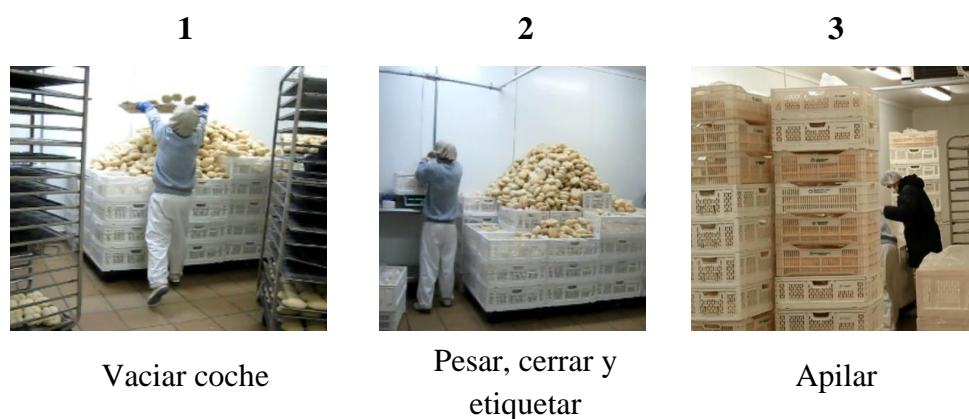 1
2
3
Vaciar coche
Pesar, cerrar y
etiquetar
Apilar